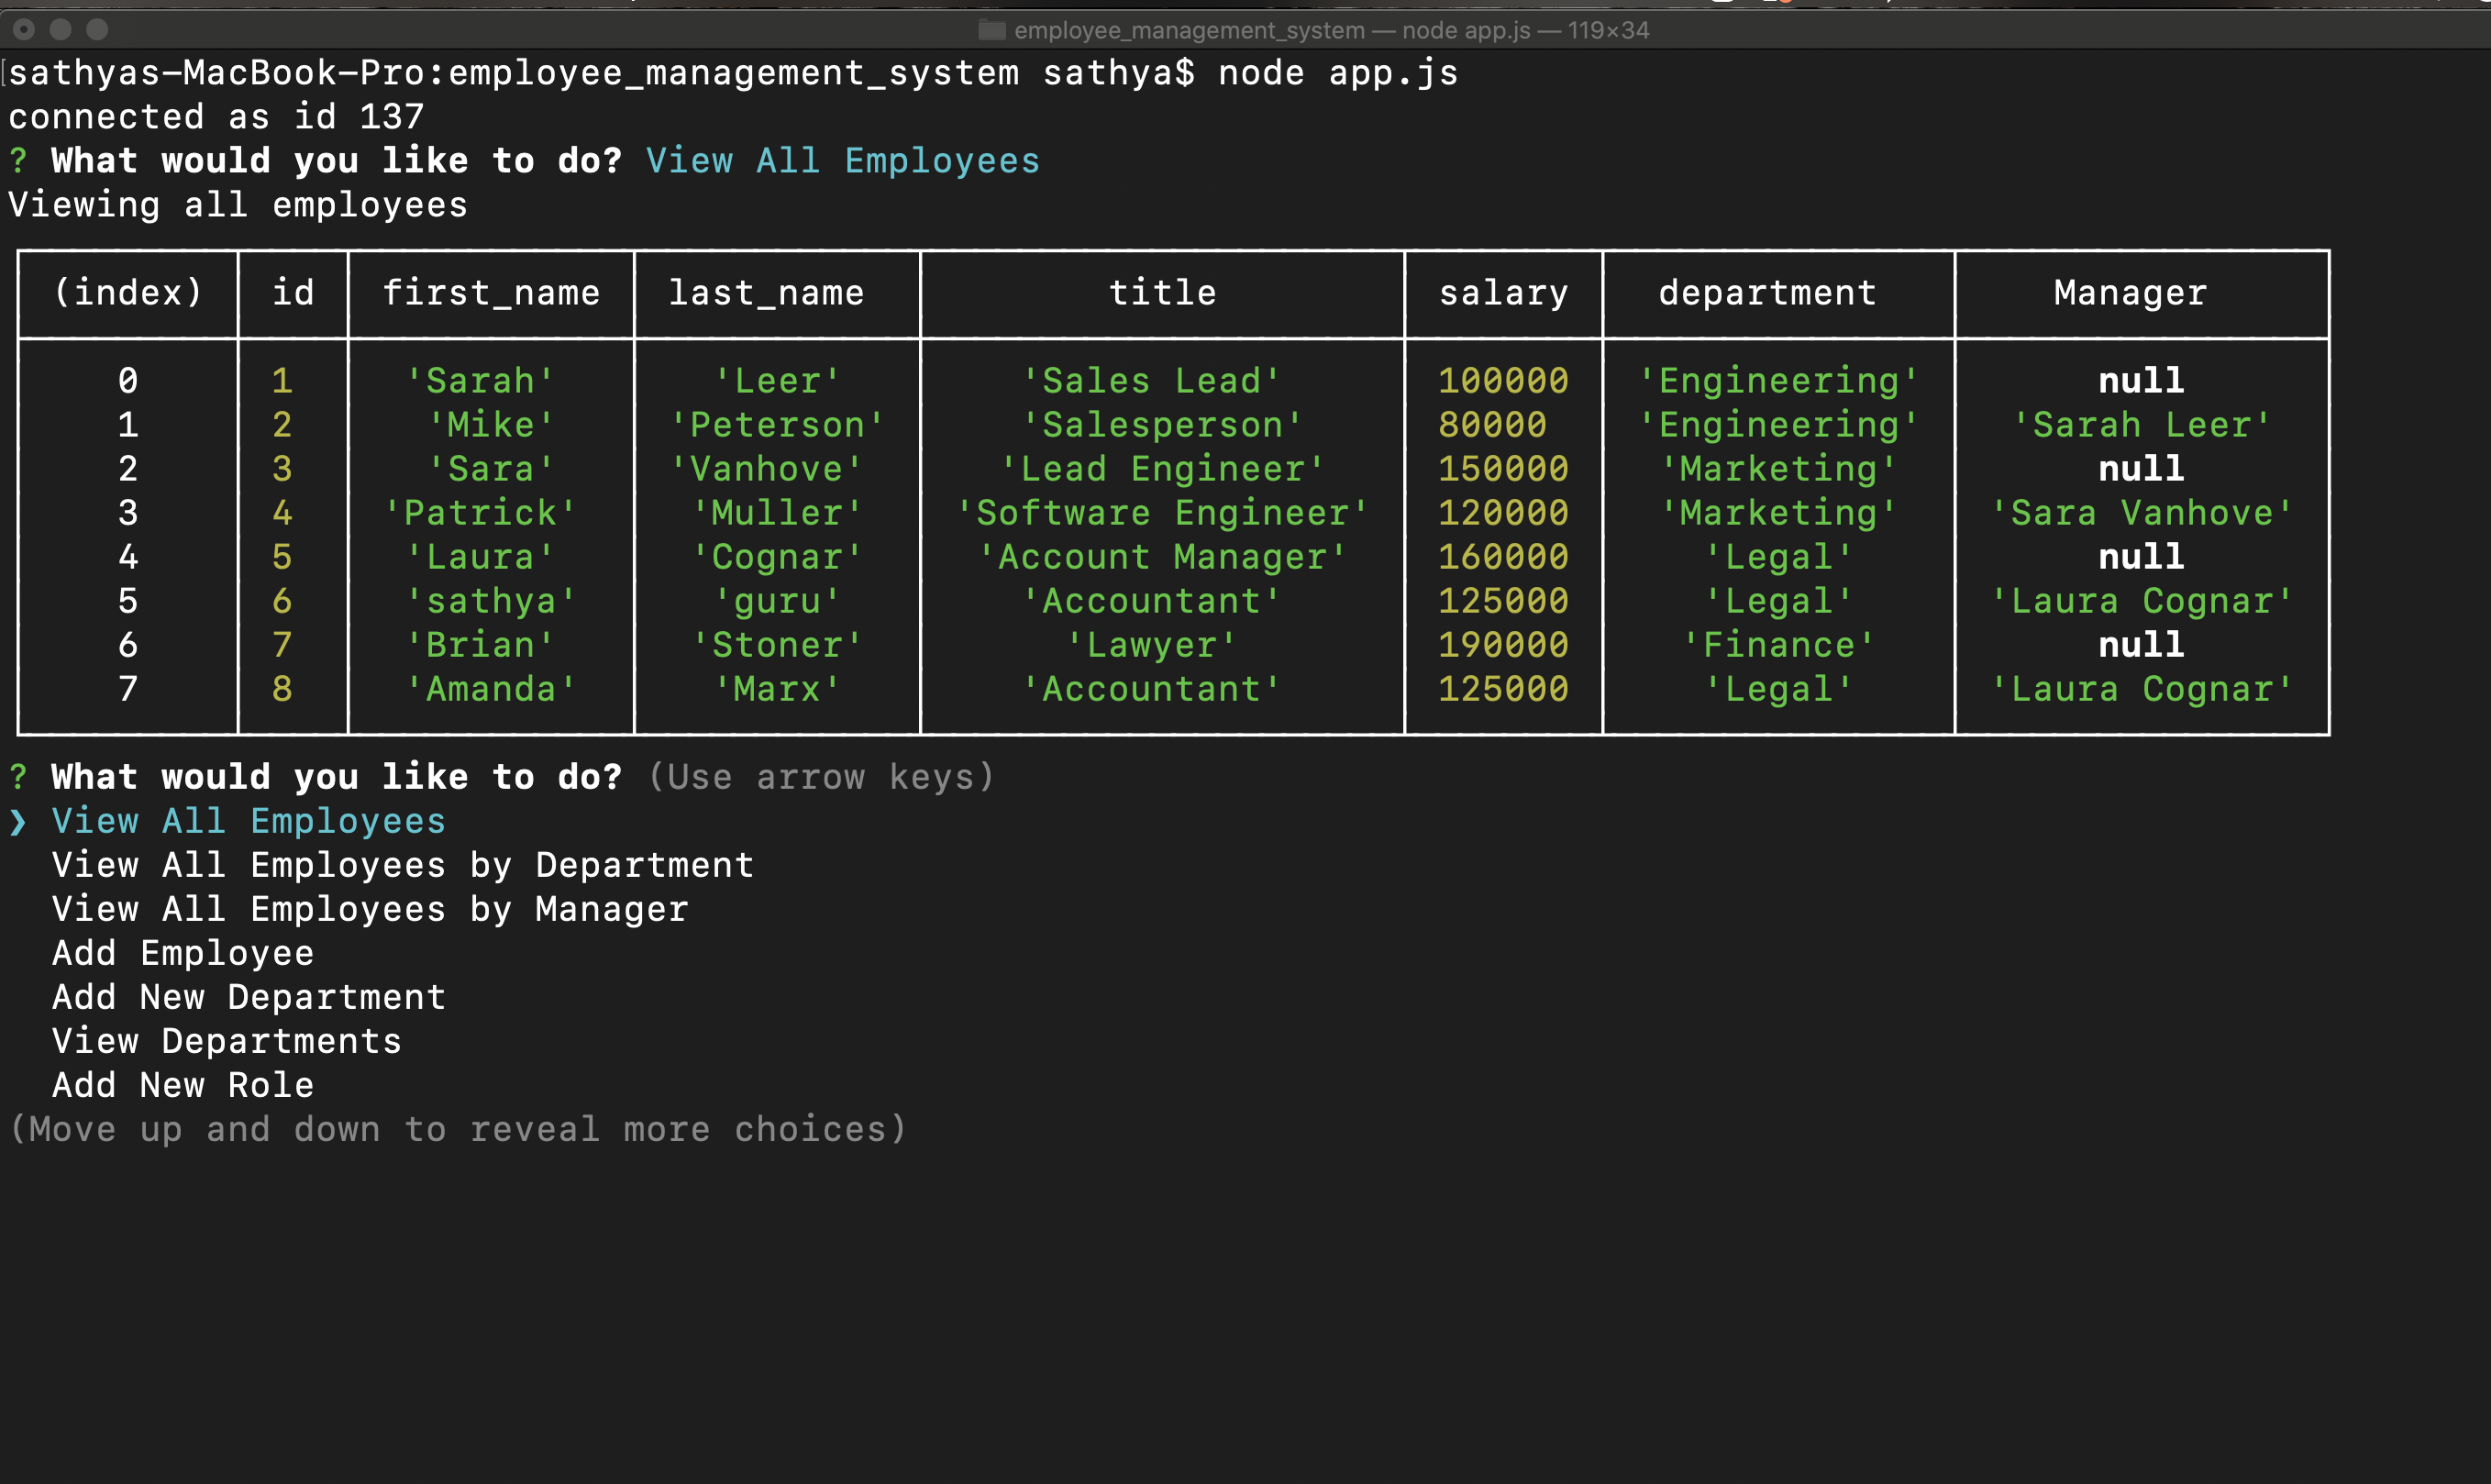 employee_management_system — node app.js — 119×34
sathyas-MacBook-Pro:employee_management_system sathya$ node app.js
connected as id 137
? What would you like to do? View All Employees
Viewing all employees
(index) id first_name last_name title salary department Manager
0 1 'Sarah' 'Leer' 'Sales Lead' 100000 'Engineering' null
1 2 'Mike' 'Peterson' 'Salesperson' 80000 'Engineering' 'Sarah Leer'
2 3 'Sara' 'Vanhove' 'Lead Engineer' 150000 'Marketing' null
3 4 'Patrick' 'Muller' 'Software Engineer' 120000 'Marketing' 'Sara Vanhove'
4 5 'Laura' 'Cognar' 'Account Manager' 160000 'Legal' null
5 6 'sathya' 'guru' 'Accountant' 125000 'Legal' 'Laura Cognar'
6 7 'Brian' 'Stoner' 'Lawyer' 190000 'Finance' null
7 8 'Amanda' 'Marx' 'Accountant' 125000 'Legal' 'Laura Cognar'
? What would you like to do? (Use arrow keys)
❯ View All Employees
View All Employees by Department
View All Employees by Manager
Add Employee
Add New Department
View Departments
Add New Role
(Move up and down to reveal more choices)